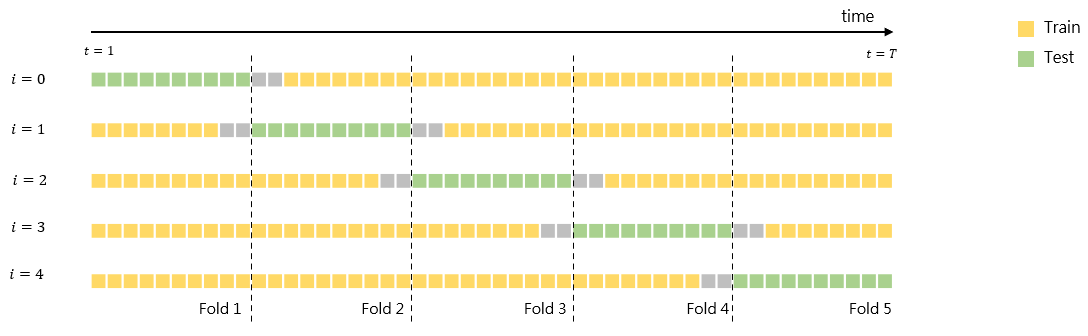 time
Train
t = 1
t = T
Test
i = 0
i = 1
i = 2
i = 3
i = 4
Fold 1
Fold 2
Fold 3
Fold 4
Fold 5